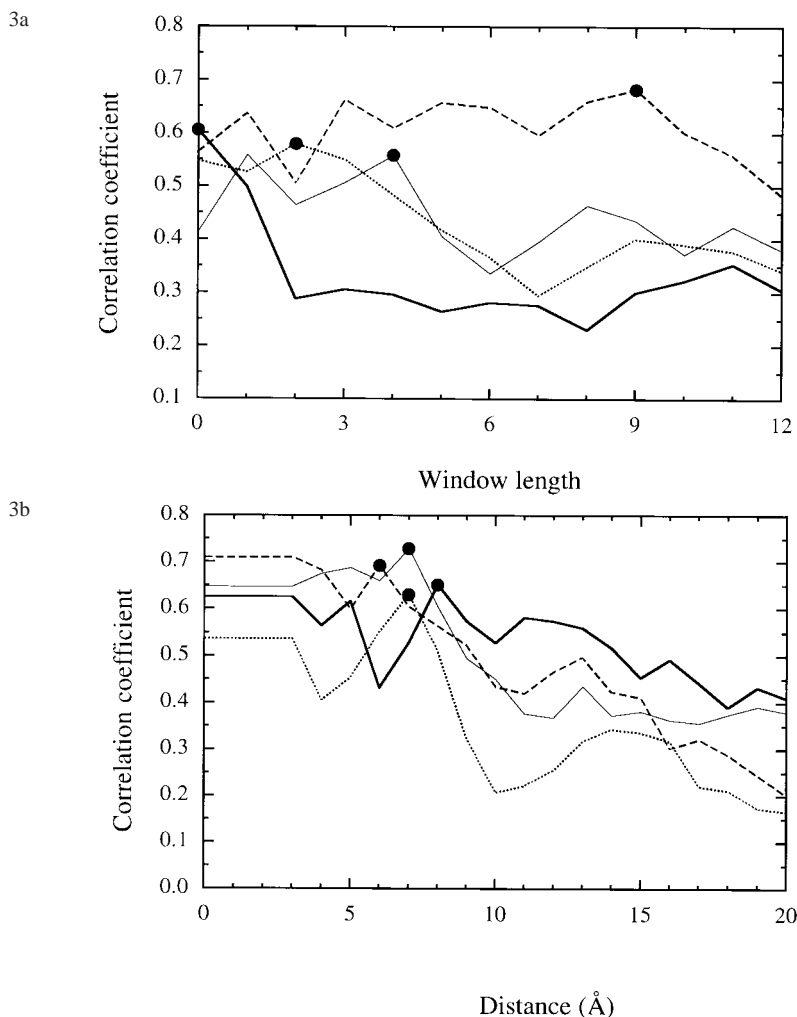 3a
0.8
0.7
0.6
0.5
0.4
0.3
0.2
0.1
Correlation coefficient
0 3 6 9 12
Window length
3b
0.8
0.7
0.6
0.5
0.4
0.3
0.2
0.1
0.0
Correlation coefficient
0 5 10 15 20
Distance (Å)